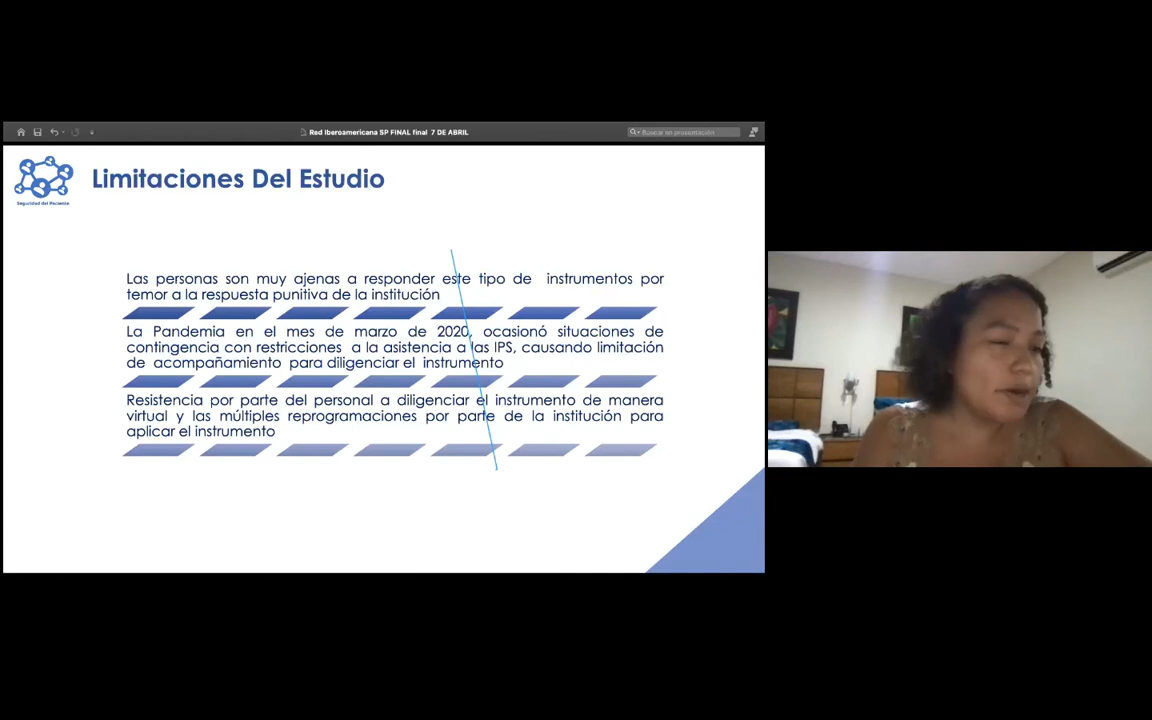 Red Iberoamericana SP FINAL final 7 DE ABRIL
Buscar en presentación
Limitaciones Del Estudio
Seguridad del Paciente
Las personas son muy ajenas a responder este tipo de instrumentos por
temor a la respuesta punitiva de la institución
La Pandemia en el mes de marzo de 2020, ocasionó situaciones de
contingencia con restricciones a la asistencia a las IPS, causando limitación
de acompañamiento para diligenciar el instrumento
Resistencia por parte del personal a diligenciar el instrumento de manera
virtual y las múltiples reprogramaciones por parte de la institución para
aplicar el instrumento